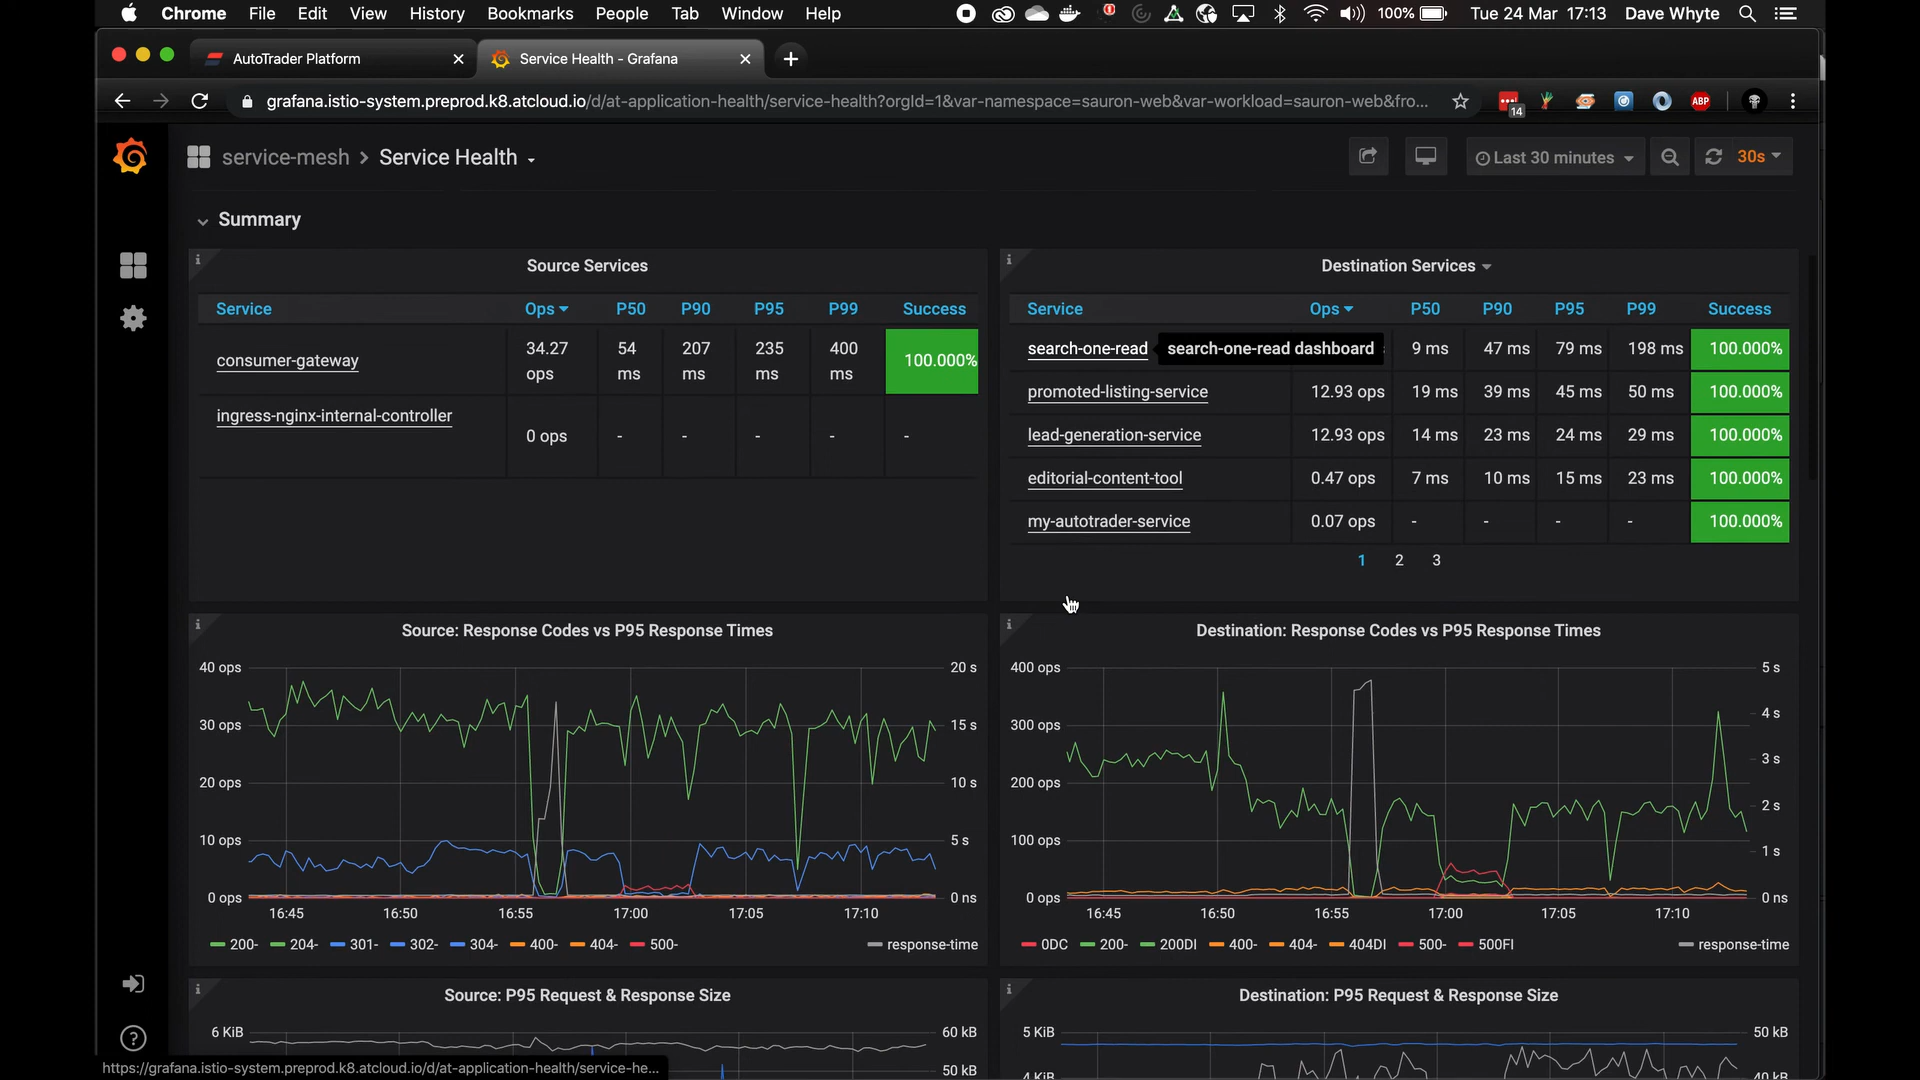 Chrome File Edit View History Bookmarks People Tab Window Help 100% Tue 24 Mar 17:13 Dave Whyte
AutoTrader Platform Service Health - Grafana
grafana.istio-system.preprod.k8.atcloud.io/d/at-application-health/service-health?orgId=1&var-namespace=sauron-web&var-workload=sauron-web&fro... 14 ABP
service-mesh > Service Health Last 30 minutes 30s
Summary
Source Services
Service Ops P50 P90 P95 P99 Success
consumer-gateway 34.27 ops 54 ms 207 ms 235 ms 400 ms 100.000%
ingress-nginx-internal-controller 0 ops - - - - -
Destination Services
Service Ops P50 P90 P95 P99 Success
search-one-read search-one-read dashboard 9 ms 47 ms 79 ms 198 ms 100.000%
promoted-listing-service 12.93 ops 19 ms 39 ms 45 ms 50 ms 100.000%
lead-generation-service 12.93 ops 14 ms 23 ms 24 ms 29 ms 100.000%
editorial-content-tool 0.47 ops 7 ms 10 ms 15 ms 23 ms 100.000%
my-autotrader-service 0.07 ops - - - - 100.000%
1 2 3
Source: Response Codes vs P95 Response Times
40 ops 20 s
30 ops 15 s
20 ops 10 s
10 ops 5 s
0 ops 0 ns
16:45 16:50 16:55 17:00 17:05 17:10
200- 204- 301- 302- 304- 400- 404- 500- response-time
Destination: Response Codes vs P95 Response Times
400 ops 5 s
4 s
300 ops
3 s
200 ops
2 s
100 ops
1 s
0 ops 0 ns
16:45 16:50 16:55 17:00 17:05 17:10
0DC 200- 200DI 400- 404- 404DI 500- 500FI response-time
Source: P95 Request & Response Size
6 KiB 60 kB
50 kB
Destination: P95 Request & Response Size
5 KiB 50 kB
4 KiB 40 kB
https://grafana.istio-system.preprod.k8.atcloud.io/d/at-application-health/service-he...